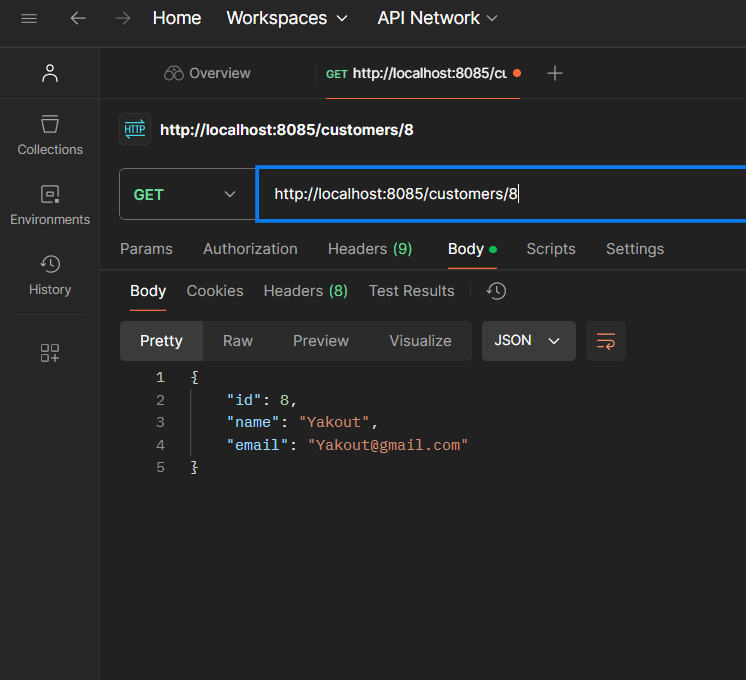 Home Workspaces API Network
Overview GET http://localhost:8085/cu
HTTP http://localhost:8085/customers/8
Collections
GET http://localhost:8085/customers/8
Environments
Params Authorization Headers (9) Body Scripts Settings
History
Body Cookies Headers (8) Test Results
Pretty Raw Preview Visualize JSON
1 {
2 "id": 8,
3 "name": "Yakout",
4 "email": "Yakout@gmail.com"
5 }